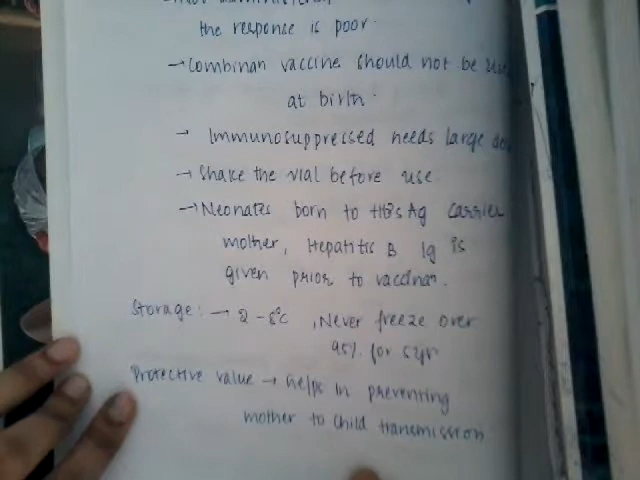 the response is poor.
→ Combinan vaccine should not be use
at birth.
→ Immunosuppressed needs large
→ Shake the vial before use
→ Neonates born to HBsAg carrier
mother, Hepatitis B Ig is
given prior to vaccinan.
Storage: → 2-8°c , Never freeze over
95% for 5yr
Protective value → helps in preventing
mother to child transmission